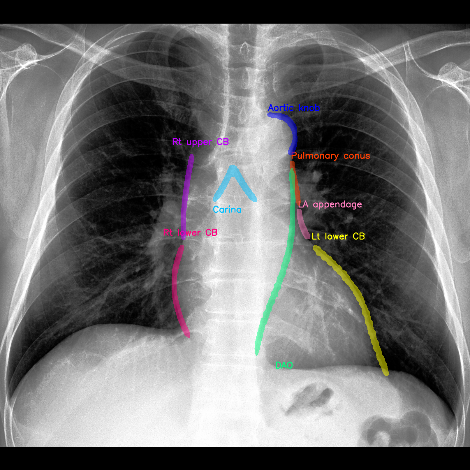 Aortic knob
Rt upper CB
Pulmonary conus
LA appendage
Carina
Rt lower CB
Lt lower CB
DAO